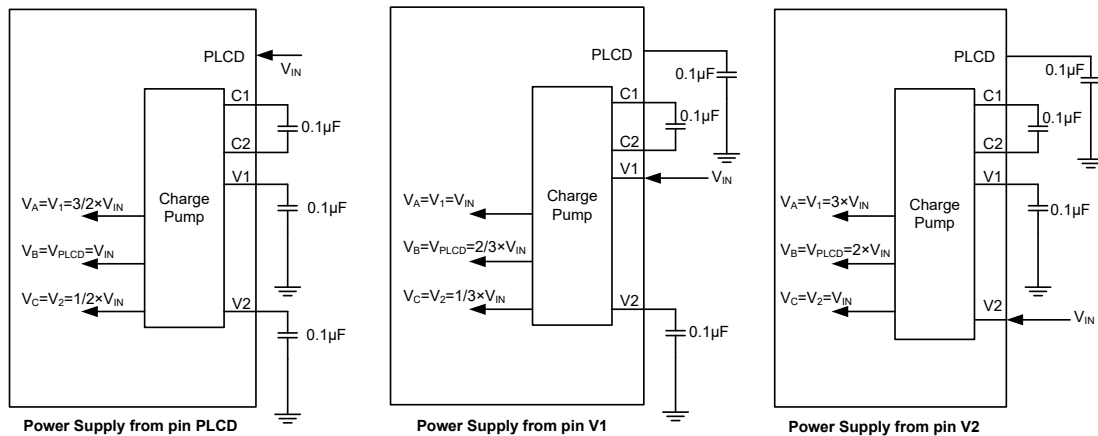 PLCD
V_IN
C1
0.1µF
C2
V1
Charge
Pump
V_A=V_1=3/2×V_IN
0.1µF
V_B=V_PLCD=V_IN
V_C=V_2=1/2×V_IN
V2
0.1µF
Power Supply from pin PLCD
PLCD
0.1µF
C1
0.1µF
C2
V1
V_IN
Charge
Pump
V_A=V_1=V_IN
V_B=V_PLCD=2/3×V_IN
V_C=V_2=1/3×V_IN
V2
0.1µF
Power Supply from pin V1
PLCD
0.1µF
C1
0.1µF
C2
V1
Charge
Pump
V_A=V_1=3×V_IN
0.1µF
V_B=V_PLCD=2×V_IN
V_C=V_2=V_IN
V2
V_IN
Power Supply from pin V2